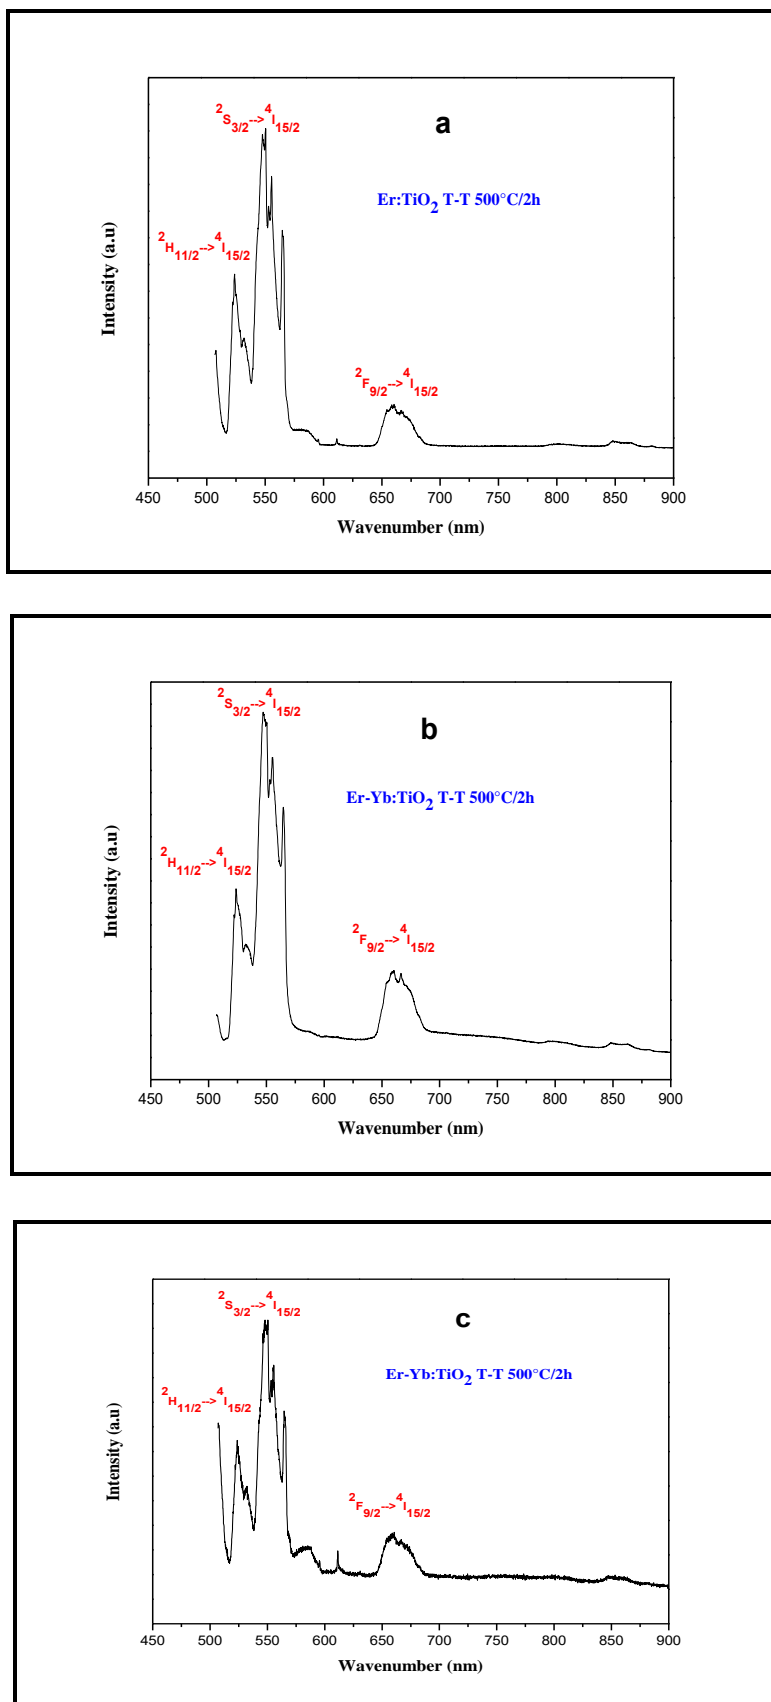 ²S₃/₂-->⁴I₁₅/₂
a
Er:TiO₂ T-T 500°C/2h
²H₁₁/₂-->⁴I₁₅/₂
²F₉/₂-->⁴I₁₅/₂
Intensity (a.u)
450 500 550 600 650 700 750 800 850 900
Wavenumber (nm)
²S₃/₂-->⁴I₁₅/₂
b
Er-Yb:TiO₂ T-T 500°C/2h
²H₁₁/₂-->⁴I₁₅/₂
²F₉/₂-->⁴I₁₅/₂
Intensity (a.u)
450 500 550 600 650 700 750 800 850 900
Wavenumber (nm)
²S₃/₂-->⁴I₁₅/₂
c
Er-Yb:TiO₂ T-T 500°C/2h
²H₁₁/₂-->⁴I₁₅/₂
²F₉/₂-->⁴I₁₅/₂
Intensity (a.u)
450 500 550 600 650 700 750 800 850 900
Wavenumber (nm)